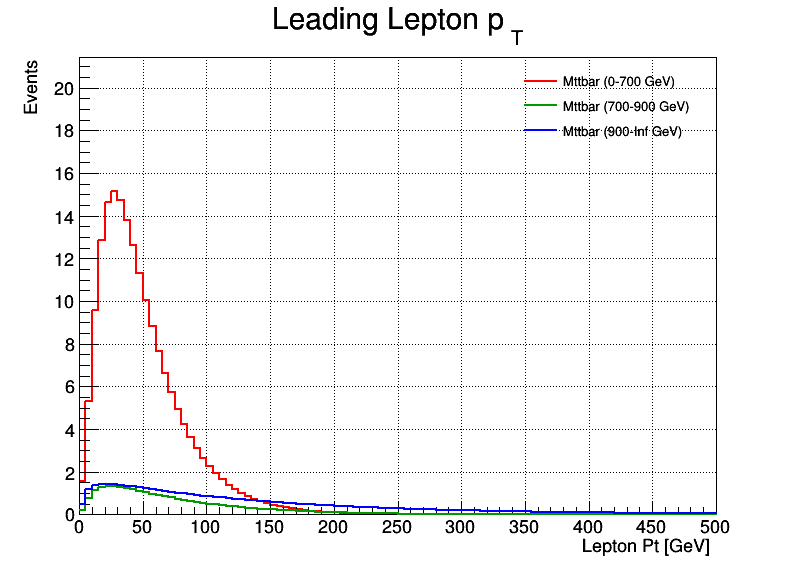 Leading Lepton p T
Events
Mttbar (0-700 GeV)
Mttbar (700-900 GeV)
Mttbar (900-Inf GeV)
20
18
16
14
12
10
8
6
4
2
0
0 50 100 150 200 250 300 350 400 450 500
Lepton Pt [GeV]